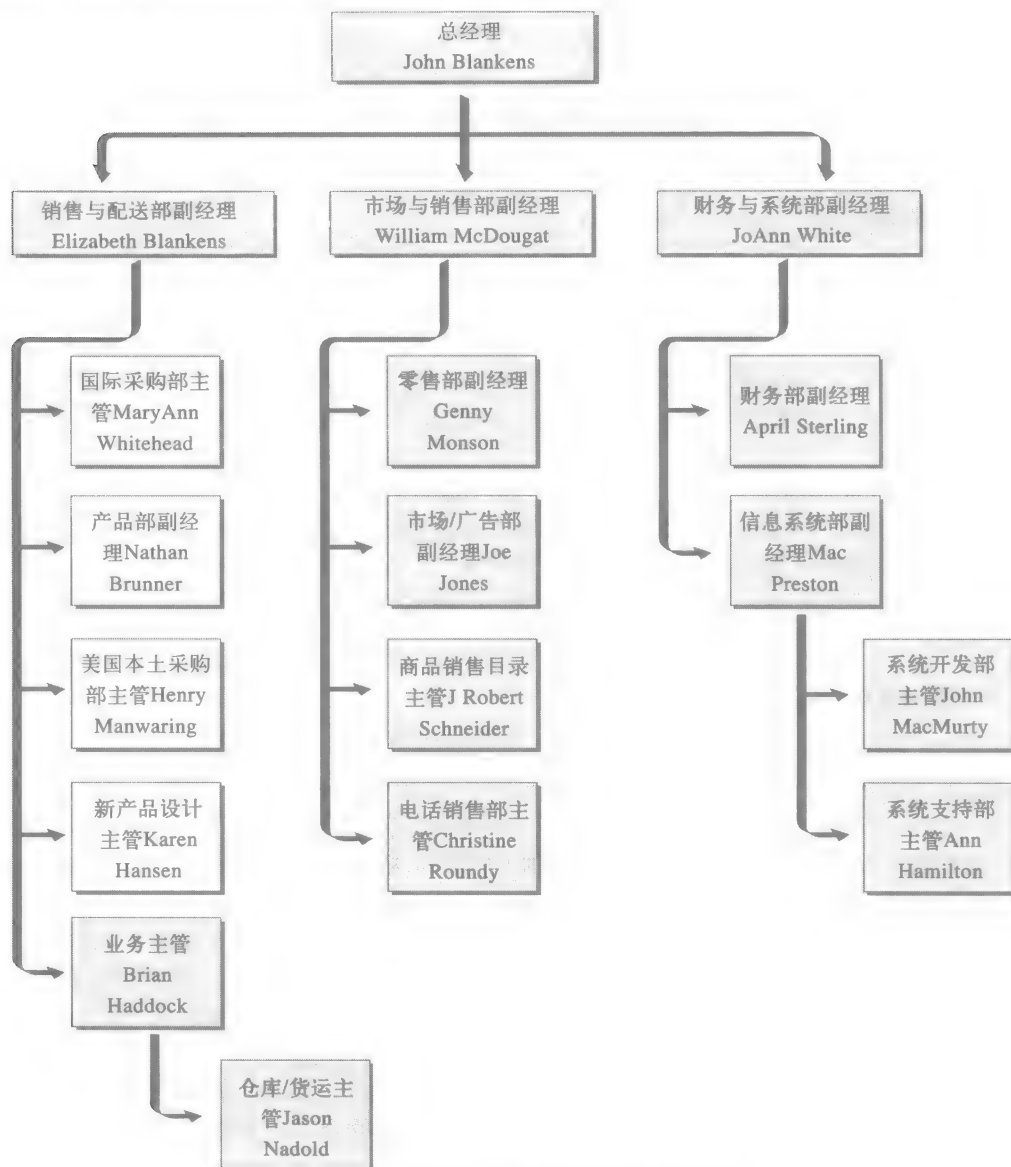 总经理
John Blankens
销售与配送部副经理
Elizabeth Blankens
市场与销售部副经理
William McDougat
财务与系统部副经理
JoAnn White
国际采购部主
管MaryAnn
Whitehead
产品部副经
理Nathan
Brunner
美国本土采购
部主管Henry
Manwaring
新产品设计
主管Karen
Hansen
业务主管
Brian
Haddock
仓库/货运主
管Jason
Nadold
零售部副经理
Genny
Monson
市场/广告部
副经理Joe
Jones
商品销售目录
主管J Robert
Schneider
电话销售部主
管Christine
Roundy
财务部副经理
April Sterling
信息系统部副
经理Mac
Preston
系统开发部
主管John
MacMurty
系统支持部
主管Ann
Hamilton